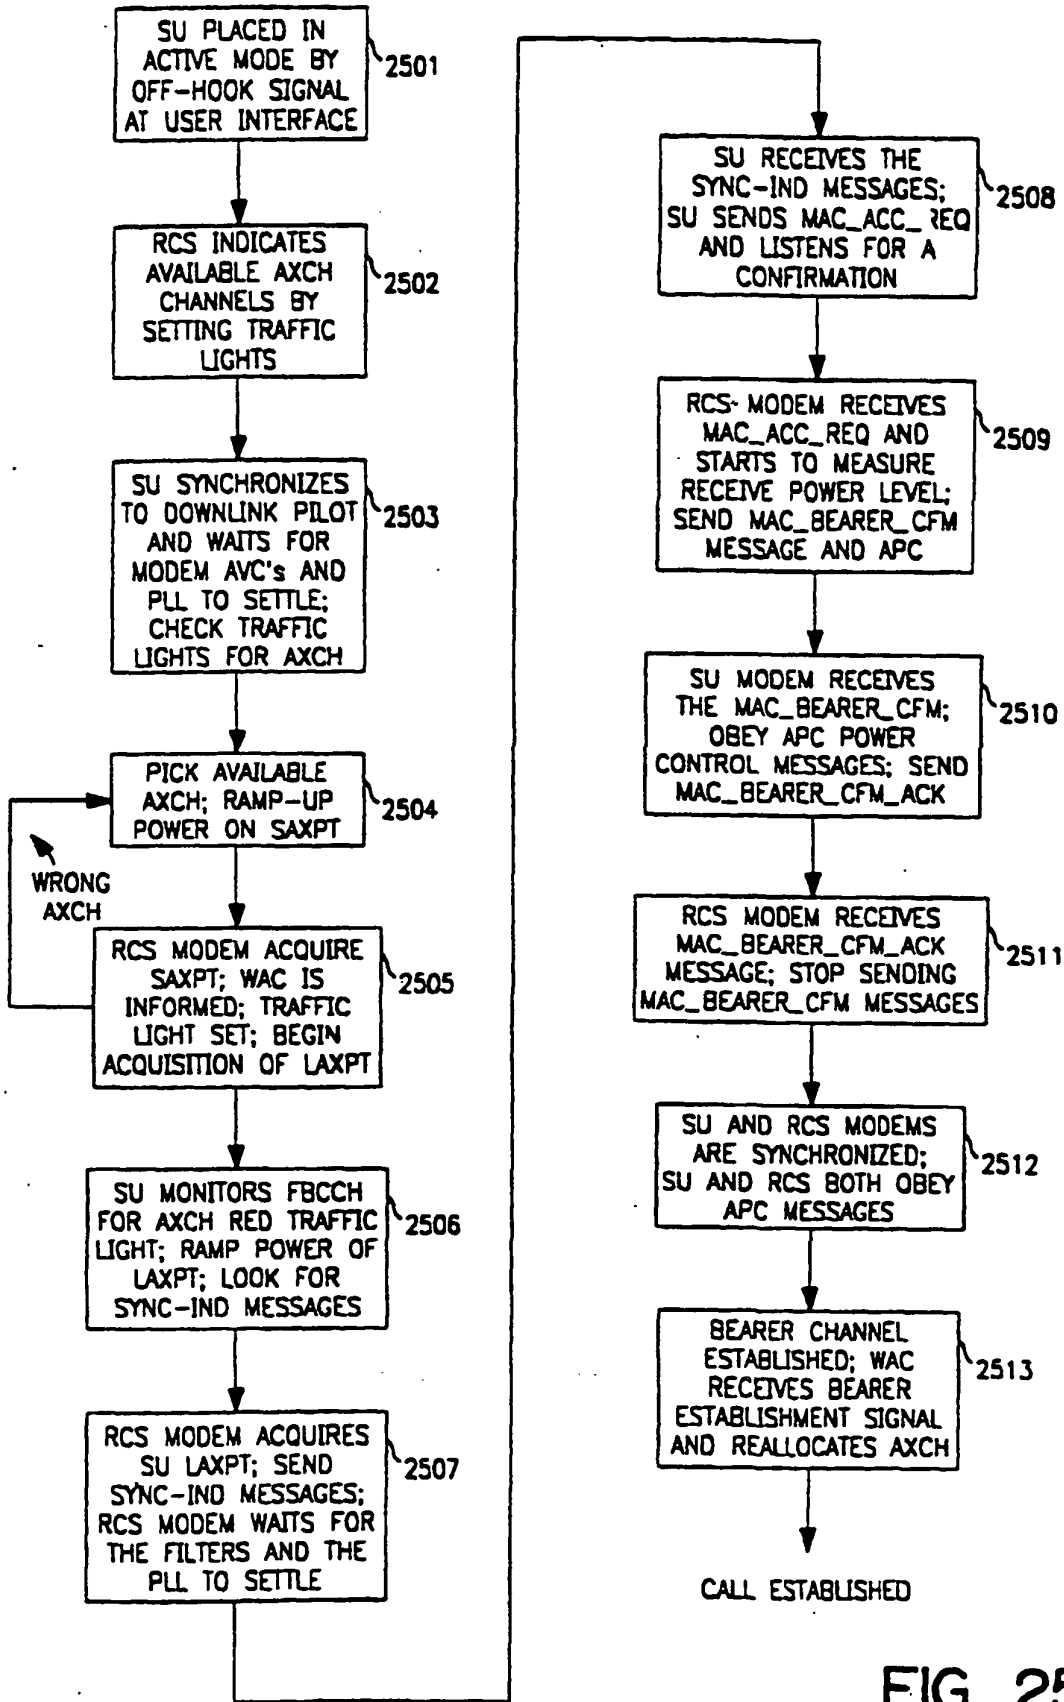 SU PLACED IN
ACTIVE MODE BY
OFF-HOOK SIGNAL
AT USER INTERFACE
2501
RCS INDICATES
AVAILABLE AXCH
CHANNELS BY
SETTING TRAFFIC
LIGHTS
2502
SU SYNCHRONIZES
TO DOWNLINK PILOT
AND WAITS FOR
MODEM AVC's AND
PLL TO SETTLE;
CHECK TRAFFIC
LIGHTS FOR AXCH
2503
PICK AVAILABLE
AXCH; RAMP-UP
POWER ON SAXPT
2504
WRONG
AXCH
RCS MODEM ACQUIRE
SAXPT; WAC IS
INFORMED; TRAFFIC
LIGHT SET; BEGIN
ACQUISITION OF LAXPT
2505
SU MONITORS FBCCH
FOR AXCH RED TRAFFIC
LIGHT; RAMP POWER OF
LAXPT; LOOK FOR
SYNC-IND MESSAGES
2506
RCS MODEM ACQUIRES
SU LAXPT; SEND
SYNC-IND MESSAGES;
RCS MODEM WAITS FOR
THE FILTERS AND THE
PLL TO SETTLE
2507
SU RECEIVES THE
SYNC-IND MESSAGES;
SU SENDS MAC_ACC_REQ
AND LISTENS FOR A
CONFIRMATION
2508
RCS MODEM RECEIVES
MAC_ACC_REQ AND
STARTS TO MEASURE
RECEIVE POWER LEVEL;
SEND MAC_BEARER_CFM
MESSAGE AND APC
2509
SU MODEM RECEIVES
THE MAC_BEARER_CFM;
OBEY APC POWER
CONTROL MESSAGES; SEND
MAC_BEARER_CFM_ACK
2510
RCS MODEM RECEIVES
MAC_BEARER_CFM_ACK
MESSAGE; STOP SENDING
MAC_BEARER_CFM MESSAGES
2511
SU AND RCS MODEMS
ARE SYNCHRONIZED;
SU AND RCS BOTH OBEY
APC MESSAGES
2512
BEARER CHANNEL
ESTABLISHED; WAC
RECEIVES BEARER
ESTABLISHMENT SIGNAL
AND REALLOCATES AXCH
2513
CALL ESTABLISHED
FIG. 25